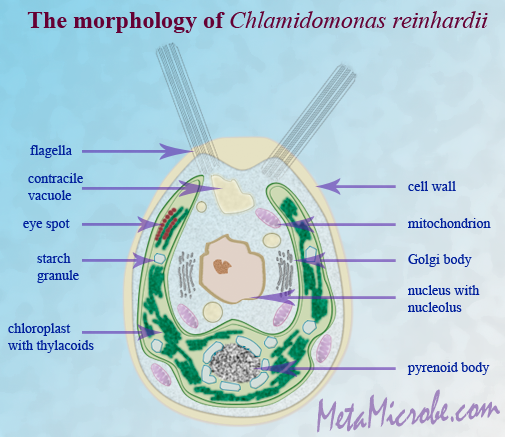 The morphology of Chlamidomonas reinhardii
flagella
contracile
vacuole
eye spot
starch
granule
chloroplast
with thylacoids
cell wall
mitochondrion
Golgi body
nucleus with
nucleolus
pyrenoid body
MetaMicrobe.com